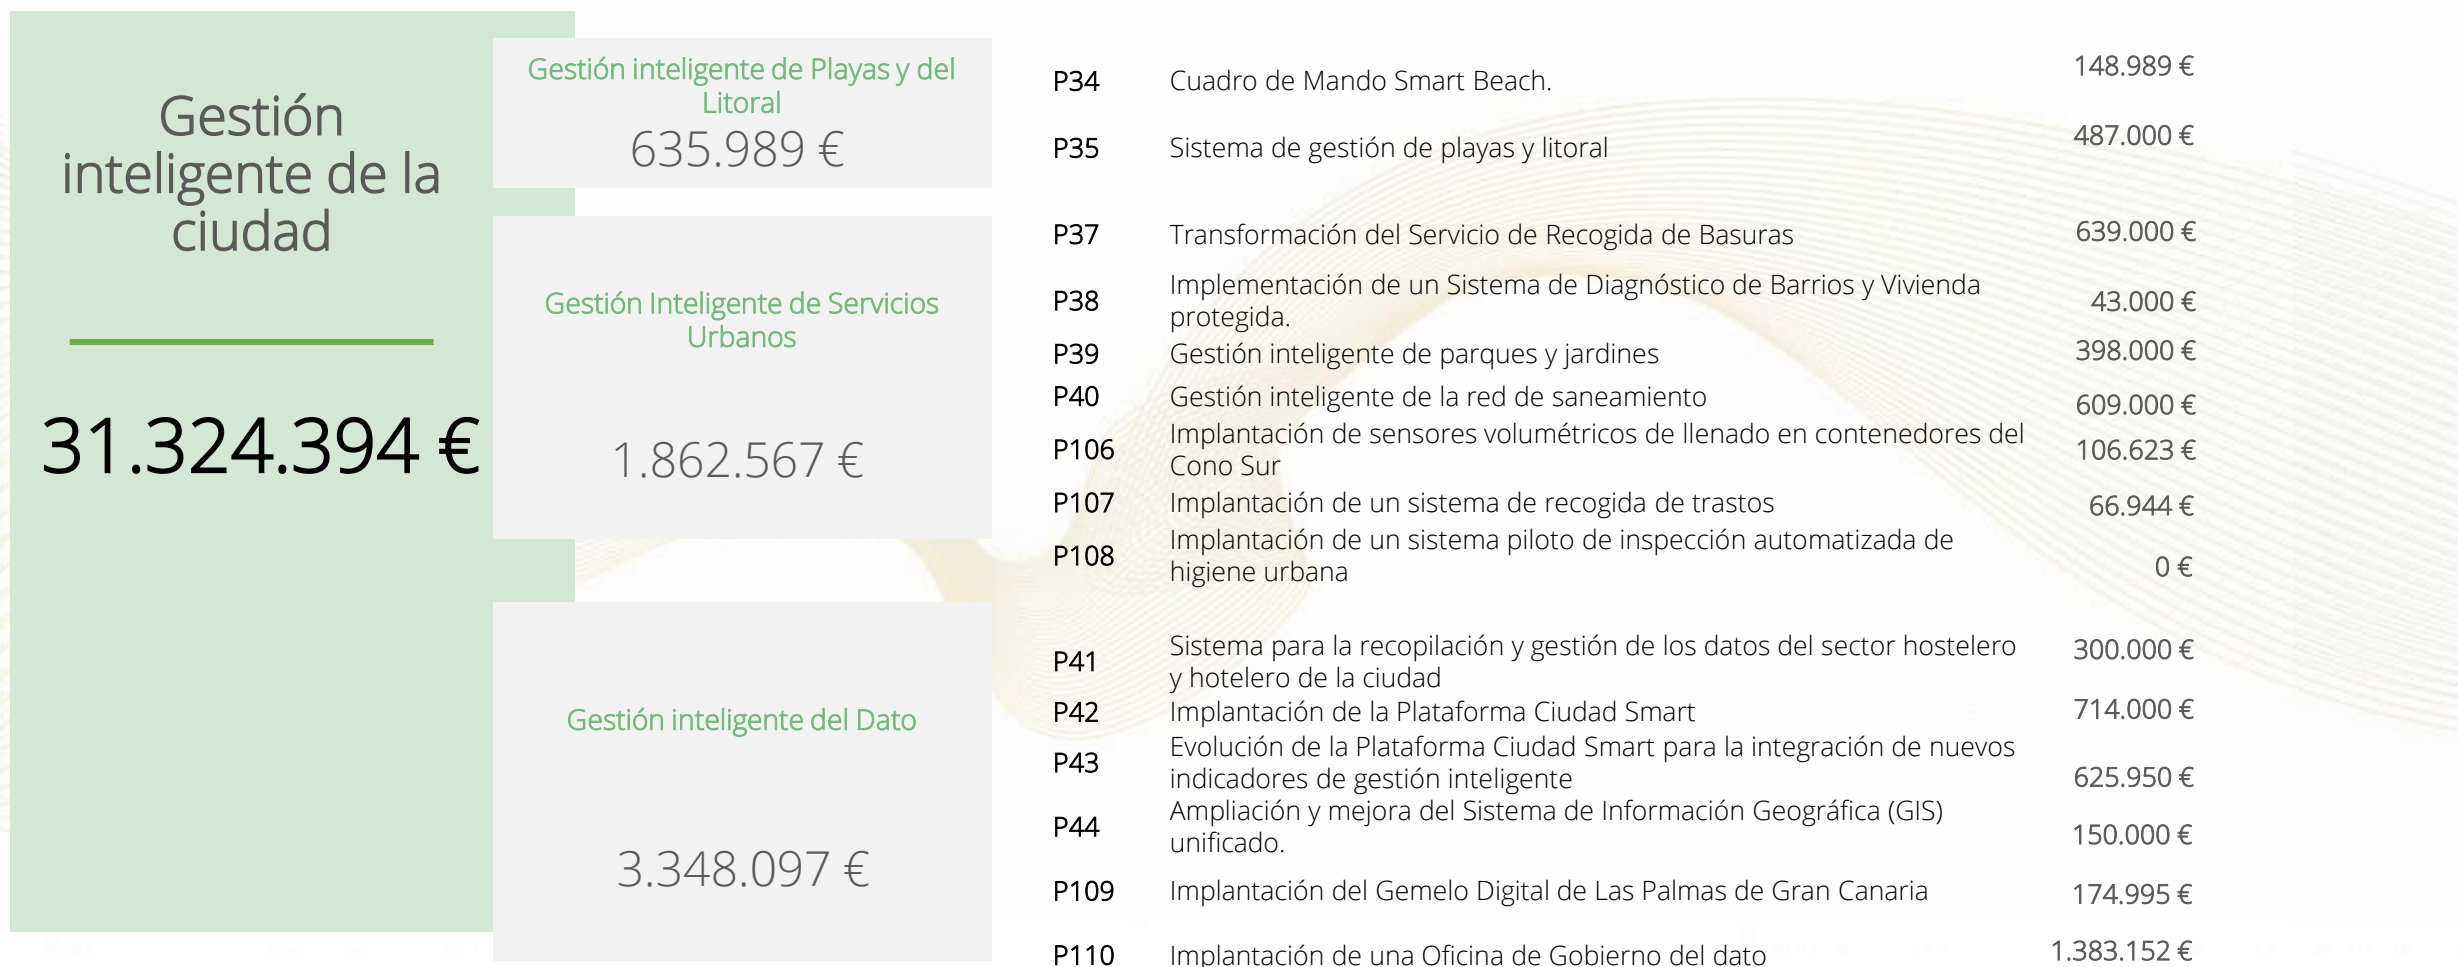 Gestión
inteligente de la
ciudad
31.324.394 €
Gestión inteligente de Playas y del
Litoral
635.989 €
P34 Cuadro de Mando Smart Beach. 148.989 €
P35 Sistema de gestión de playas y litoral 487.000 €
Gestión Inteligente de Servicios
Urbanos
1.862.567 €
P37 Transformación del Servicio de Recogida de Basuras 639.000 €
P38 Implementación de un Sistema de Diagnóstico de Barrios y Vivienda
protegida. 43.000 €
P39 Gestión inteligente de parques y jardines 398.000 €
P40 Gestión inteligente de la red de saneamiento 609.000 €
P106 Implantación de sensores volumétricos de llenado en contenedores del
Cono Sur 106.623 €
P107 Implantación de un sistema de recogida de trastos 66.944 €
P108 Implantación de un sistema piloto de inspección automatizada de
higiene urbana 0 €
Gestión inteligente del Dato
3.348.097 €
P41 Sistema para la recopilación y gestión de los datos del sector hostelero
y hotelero de la ciudad 300.000 €
P42 Implantación de la Plataforma Ciudad Smart 714.000 €
P43 Evolución de la Plataforma Ciudad Smart para la integración de nuevos
indicadores de gestión inteligente 625.950 €
P44 Ampliación y mejora del Sistema de Información Geográfica (GIS)
unificado. 150.000 €
P109 Implantación del Gemelo Digital de Las Palmas de Gran Canaria 174.995 €
P110 Implantación de una Oficina de Gobierno del dato 1.383.152 €